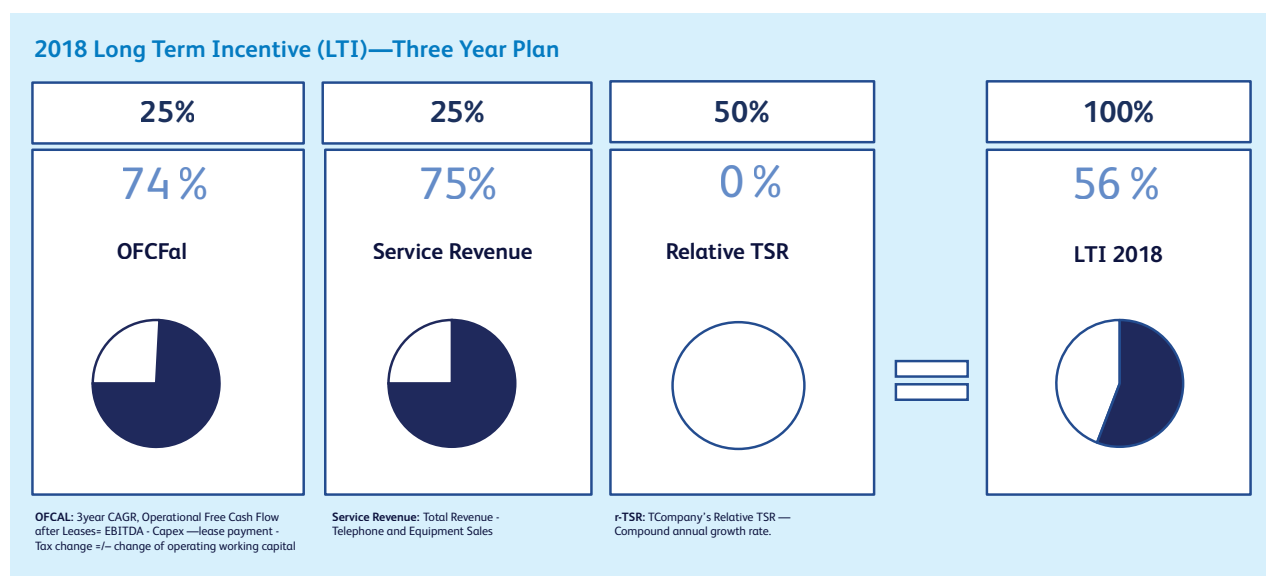 2018 Long Term Incentive (LTI)—Three Year Plan
25%
25%
50%
100%
74 %
75%
0 %
56 %
OFCFal
Service Revenue
Relative TSR
LTI 2018
OFCAL: 3year CAGR, Operational Free Cash Flow
after Leases= EBITDA - Capex —lease payment -
Tax change =/— change of operating working capital
Service Revenue: Total Revenue -
Telephone and Equipment Sales
r-TSR: TCompany's Relative TSR —
Compound annual growth rate.